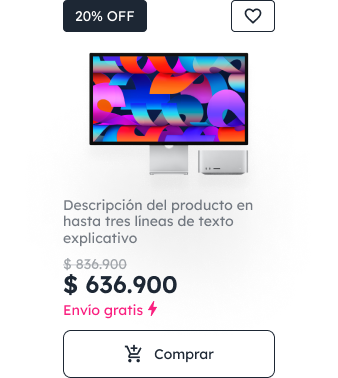 20% OFF
Descripción del producto en
hasta tres líneas de texto
explicativo
$ 836.900
$ 636.900
Envío gratis
Comprar